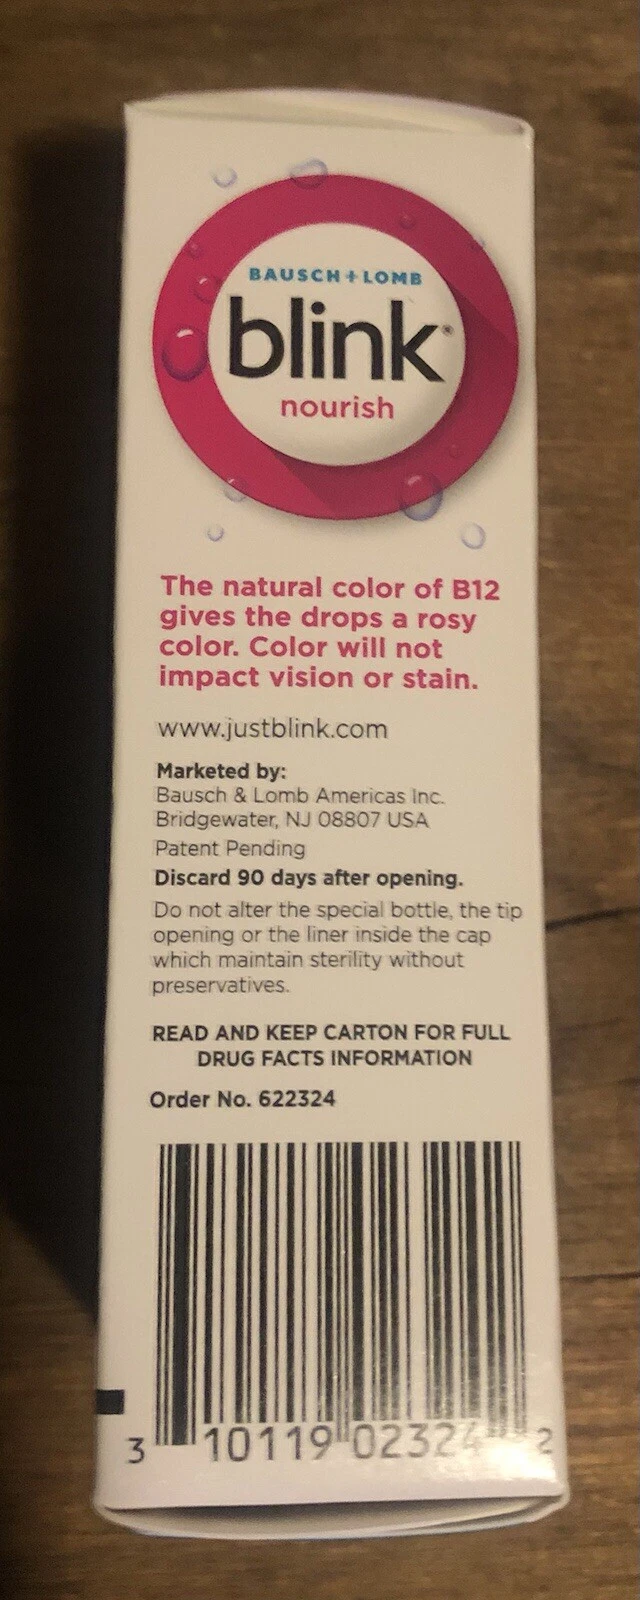 BAUSCH + LOMB
blink®
nourish
The natural color of B12
gives the drops a rosy
color. Color will not
impact vision or stain.
www.justblink.com
Marketed by:
Bausch & Lomb Americas Inc.
Bridgewater, NJ 08807 USA
Patent Pending
Discard 90 days after opening.
Do not alter the special bottle, the tip
opening or the liner inside the cap
which maintain sterility without
preservatives.
READ AND KEEP CARTON FOR FULL
DRUG FACTS INFORMATION
Order No. 622324
3 10119 02324 2